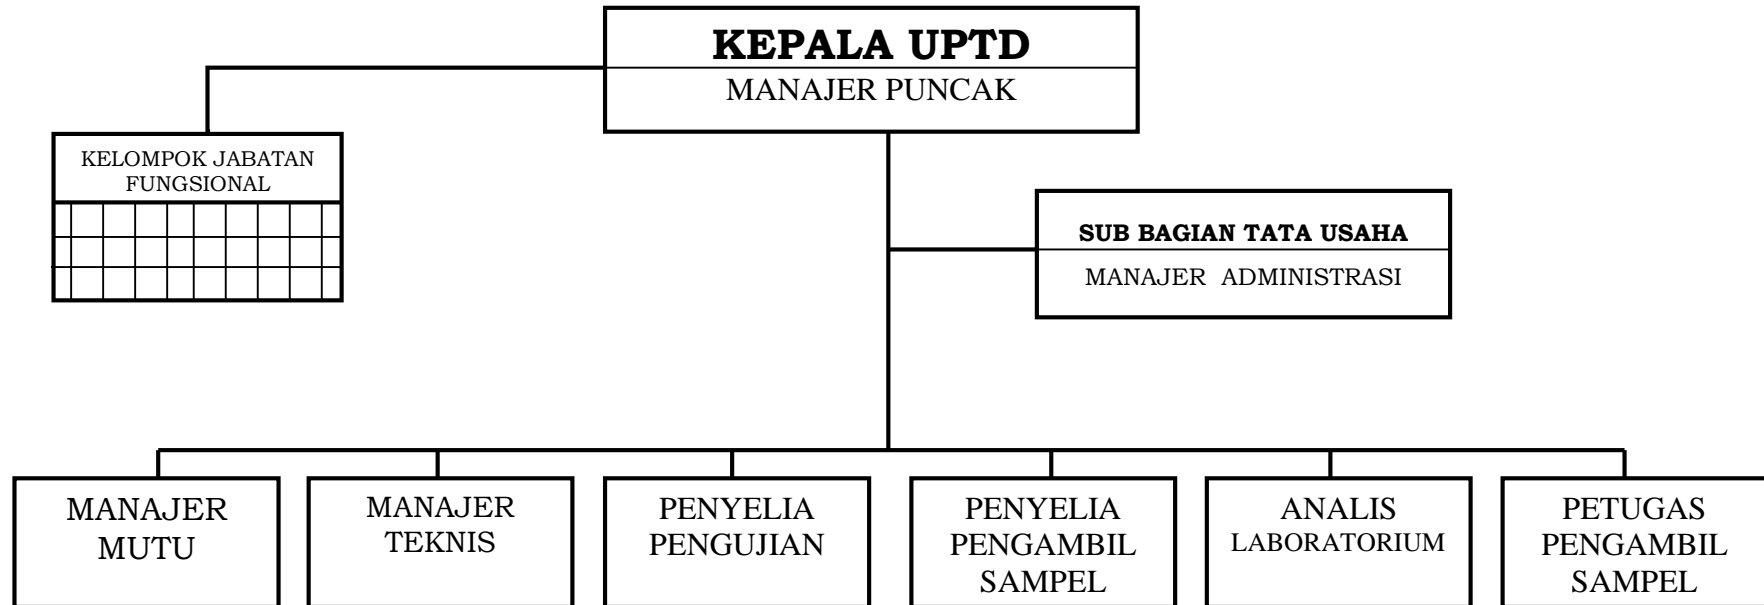 KEPALA UPTD
MANAJER PUNCAK
KELOMPOK JABATAN
FUNGSIONAL
SUB BAGIAN TATA USAHA
MANAJER ADMINISTRASI
MANAJER
MUTU
MANAJER
TEKNIS
PENYELIA
PENGUJIAN
PENYELIA
PENGAMBIL
SAMPEL
ANALIS
LABORATORIUM
PETUGAS
PENGAMBIL
SAMPEL